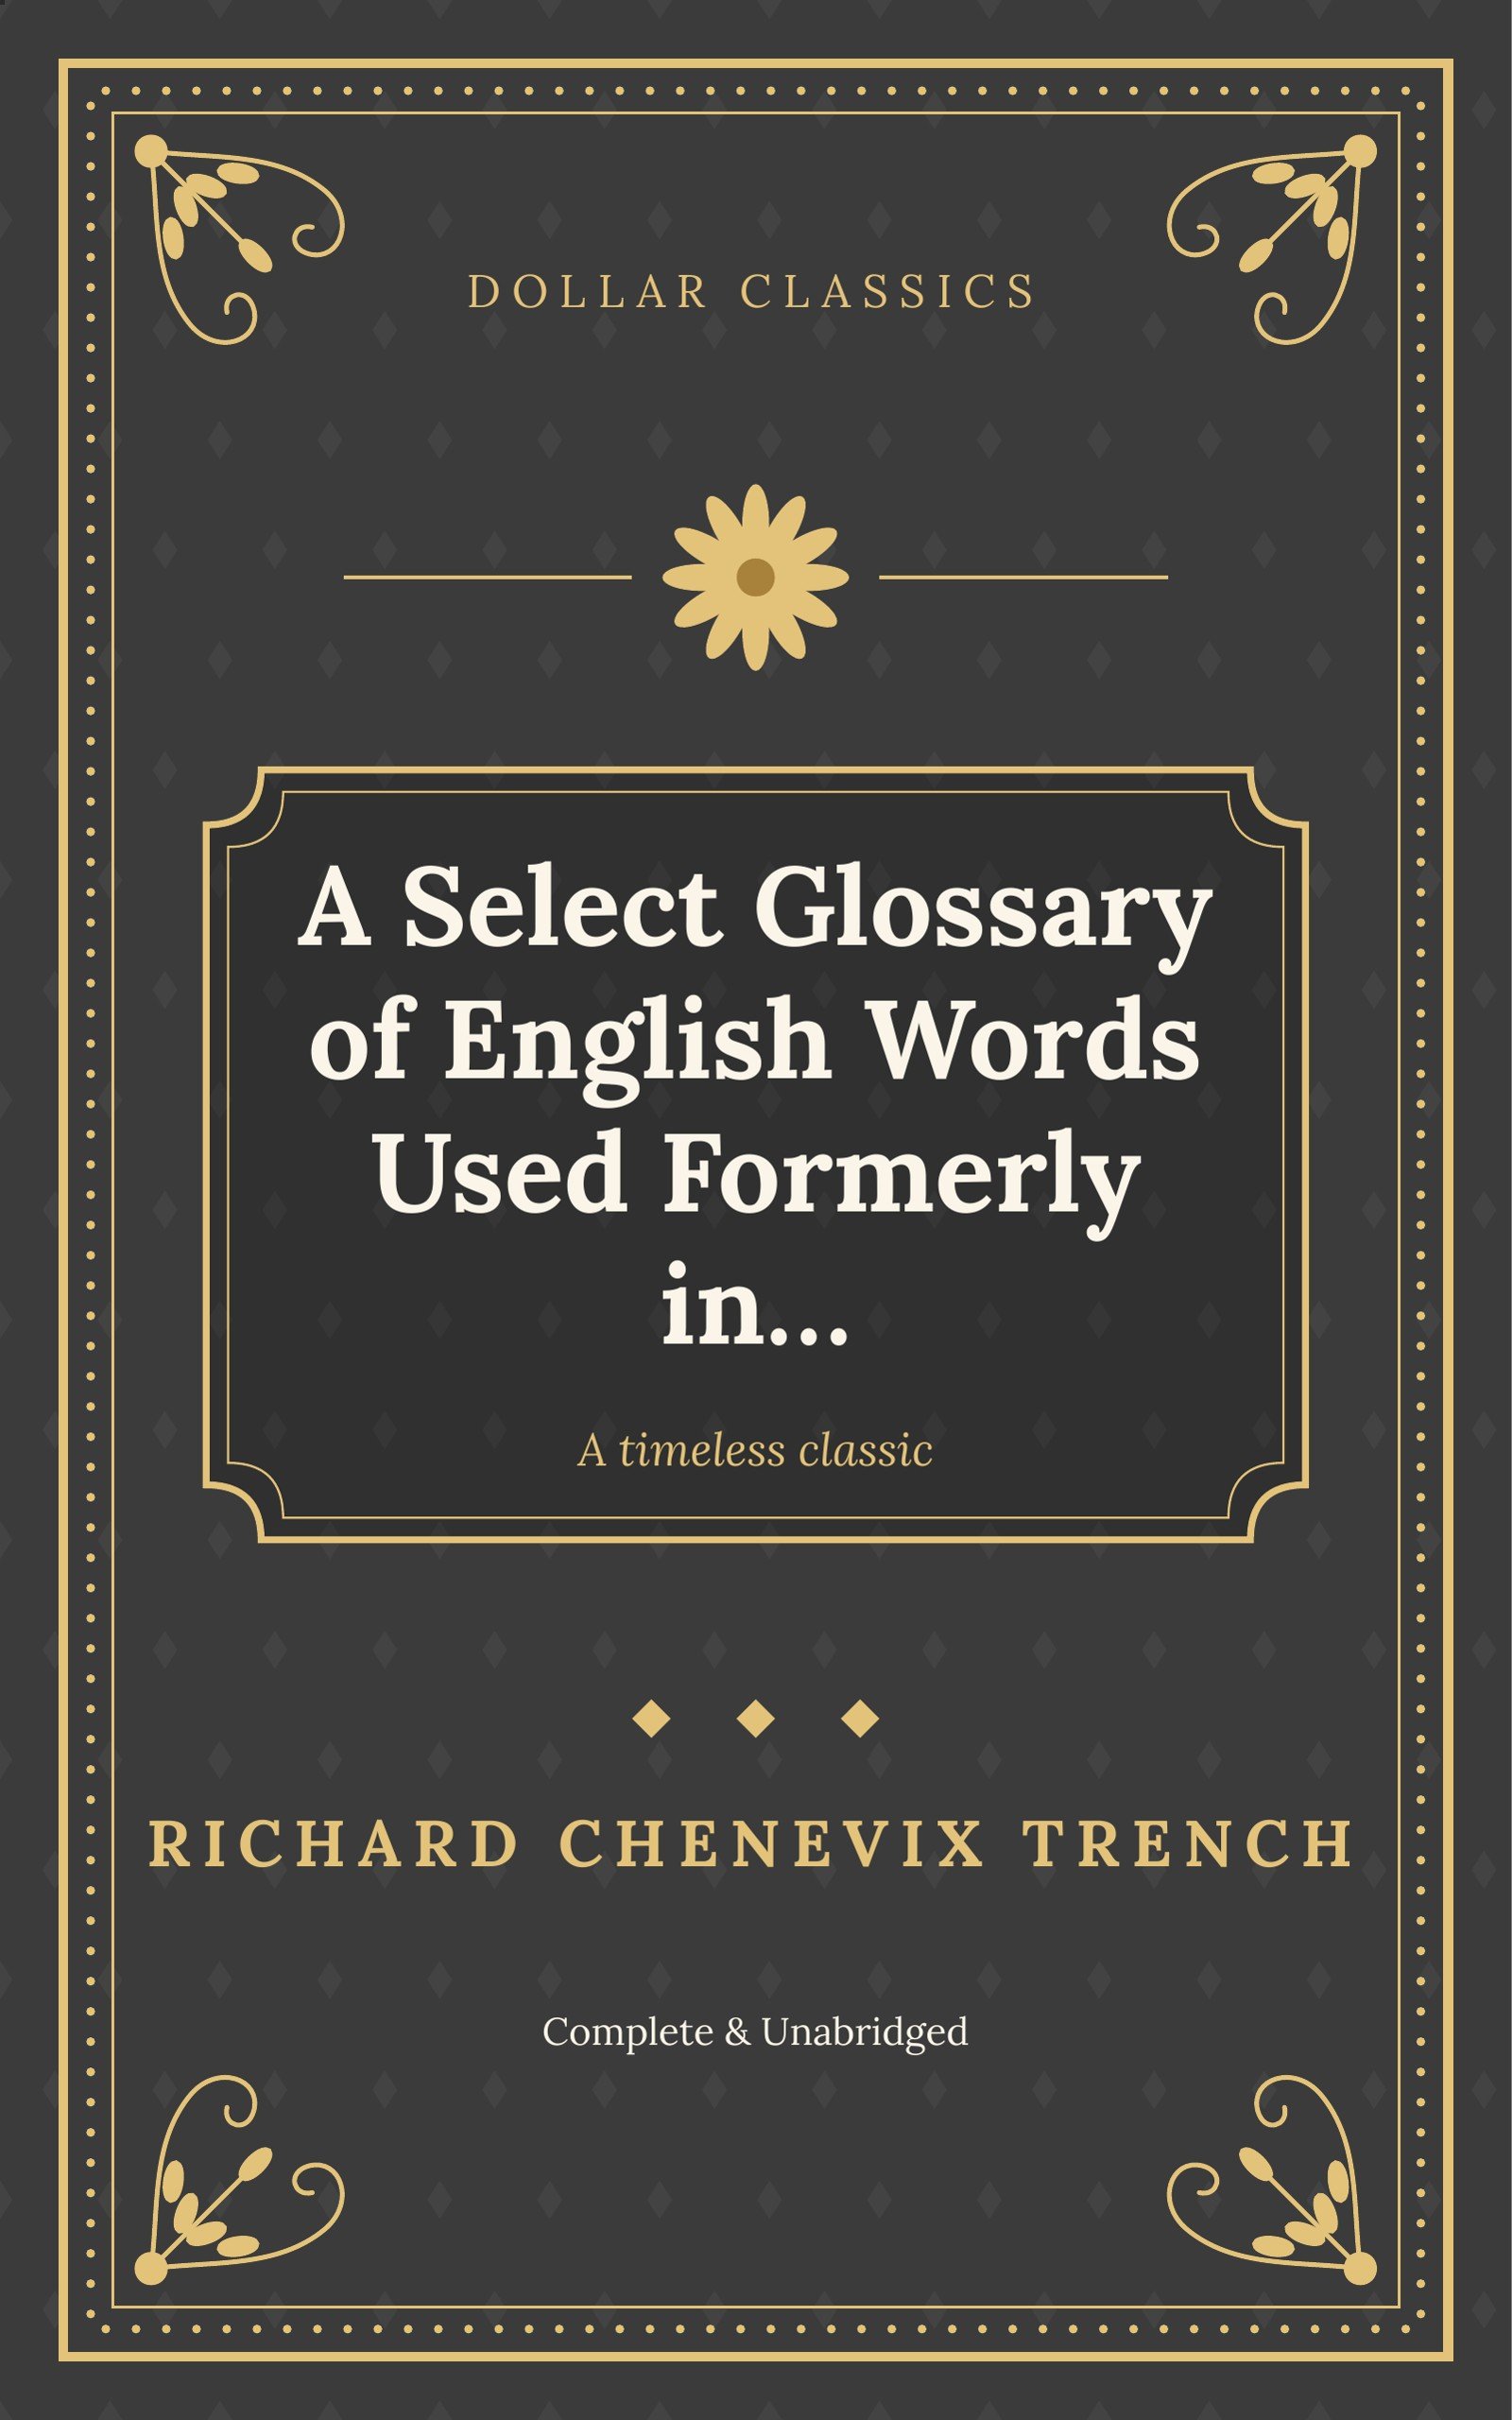 DOLLAR CLASSICS
A Select Glossary
of English Words
Used Formerly
in...
A timeless classic
RICHARD CHENEVIX TRENCH
Complete & Unabridged